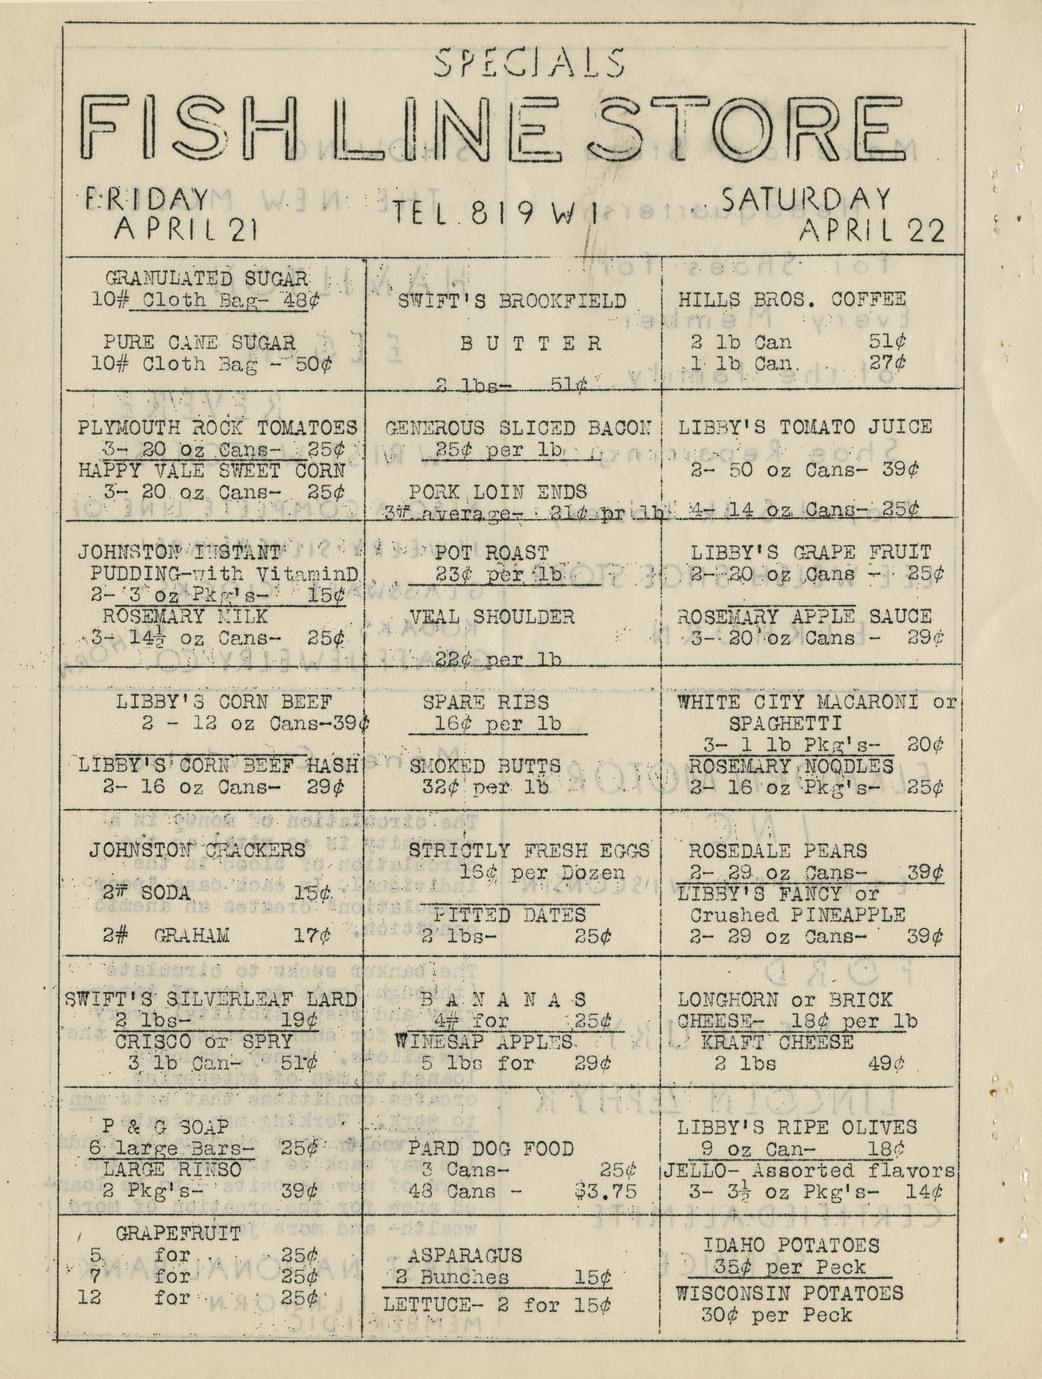 SPECIALS
FISH LINE STORE
FRIDAY
APRIL 21
TEL. 819 W 1
SATURDAY
APRIL 22
GRANULATED SUGAR
10# Cloth Bag- 48¢
PURE CANE SUGAR
10# Cloth Bag - 50¢
SWIFT'S BROOKFIELD
B U T T E R
2 lbs- 51¢
HILLS BROS. COFFEE
2 lb Can 51¢
1 lb Can 27¢
PLYMOUTH ROCK TOMATOES
3- 20 oz Cans- 25¢
HAPPY VALE SWEET CORN
3- 20 oz Cans- 25¢
GENEROUS SLICED BACON
25¢ per lb
PORK LOIN ENDS
3# average- 21¢ pr lb
LIBBY'S TOMATO JUICE
2- 50 oz Cans- 39¢
4- 14 oz Cans- 25¢
JOHNSTON INSTANT
PUDDING-with VitaminD
2- 3 oz Pkg's- 15¢
ROSEMARY MILK
3- 14½ oz Cans- 25¢
POT ROAST
23¢ per lb
VEAL SHOULDER
22¢ per lb
LIBBY'S GRAPE FRUIT
2- 20 oz Cans - 25¢
ROSEMARY APPLE SAUCE
3- 20 oz Cans - 29¢
LIBBY'S CORN BEEF
2 - 12 oz Cans-39¢
LIBBY'S CORN BEEF HASH
2- 16 oz Cans- 29¢
SPARE RIBS
16¢ per lb
SMOKED BUTTS
32¢ per lb
WHITE CITY MACARONI or
SPAGHETTI
3- 1 lb Pkg's- 20¢
ROSEMARY NOODLES
2- 16 oz Pkg's- 25¢
JOHNSTON CRACKERS
2# SODA 15¢
2# GRAHAM 17¢
STRICTLY FRESH EGGS
16¢ per Dozen
PITTED DATES
2 lbs- 25¢
ROSEDALE PEARS
2- 29 oz Cans- 39¢
LIBBY'S FANCY or
Crushed PINEAPPLE
2- 29 oz Cans- 39¢
SWIFT'S SILVERLEAF LARD
2 lbs- 19¢
CRISCO or SPRY
3 lb Can- 51¢
B A N A N A S
4# for 25¢
WINESAP APPLES
5 lbs for 29¢
LONGHORN or BRICK
CHEESE- 18¢ per lb
KRAFT CHEESE
2 lbs 49¢
P & G SOAP
6 large Bars- 25¢
LARGE RINSO
2 Pkg's- 39¢
PARD DOG FOOD
3 Cans- 25¢
48 Cans - $3.75
LIBBY'S RIPE OLIVES
9 oz Can- 18¢
JELLO- Assorted flavors
3- 3½ oz Pkg's- 14¢
GRAPEFRUIT
5 for 25¢
7 for 25¢
12 for 25¢
ASPARAGUS
2 Bunches 15¢
LETTUCE- 2 for 15¢
IDAHO POTATOES
35¢ per Peck
WISCONSIN POTATOES
30¢ per Peck